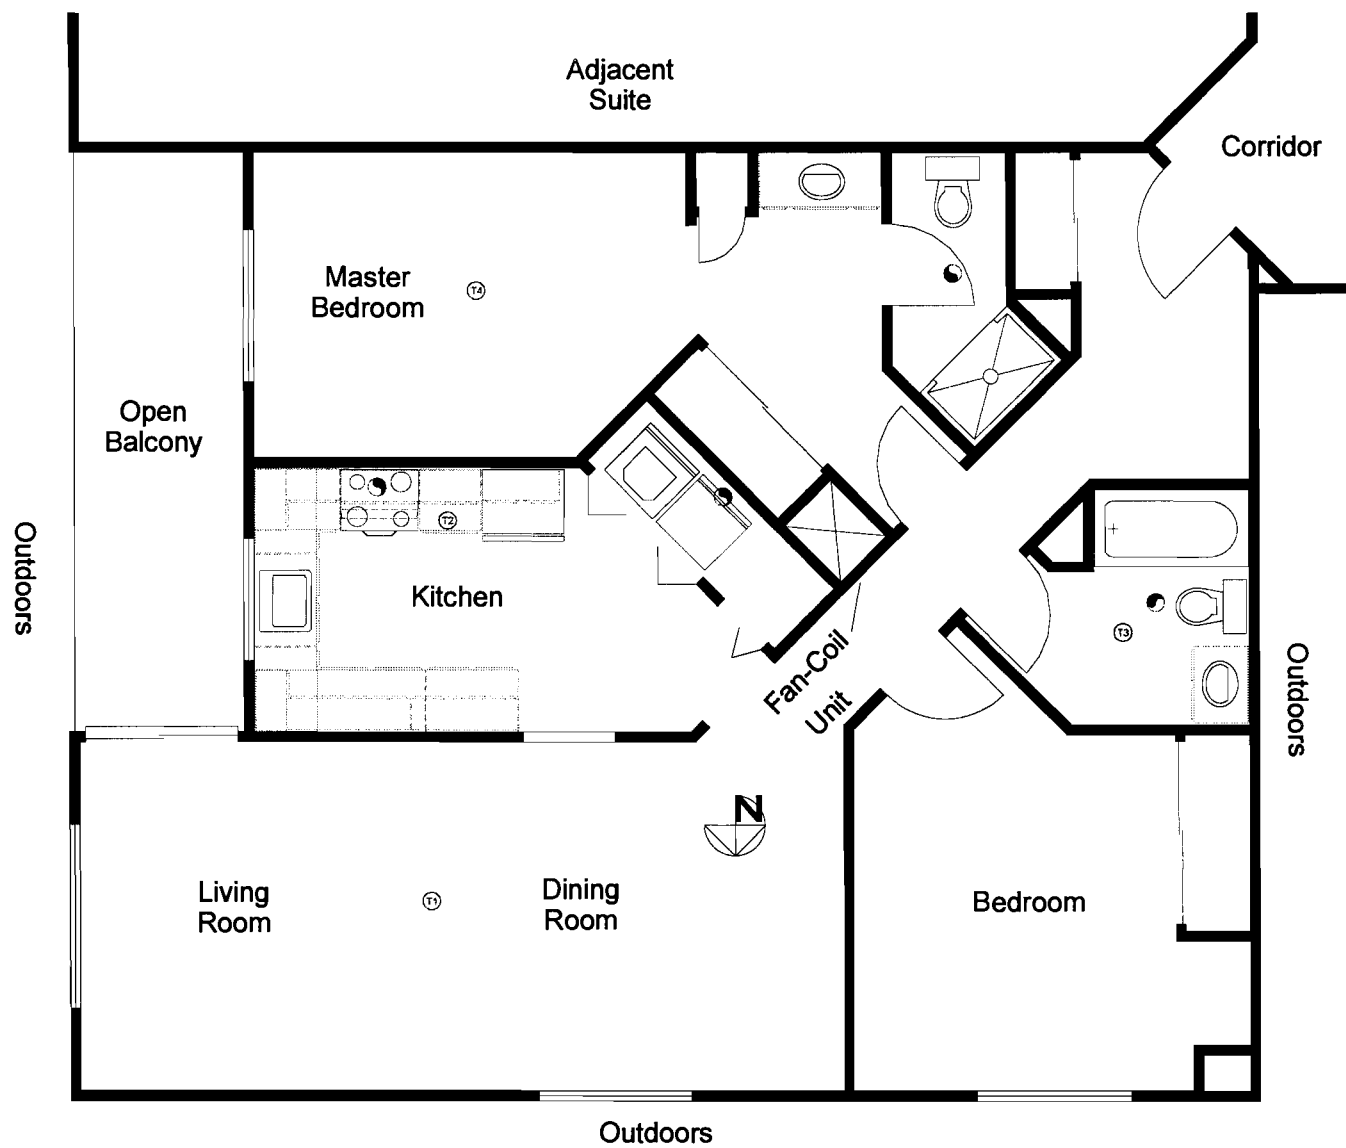 Adjacent
Suite
Corridor
Master
Bedroom
T4
Open
Balcony
Outdoors
T2
Kitchen
T3
Fan-Coil
Unit
Outdoors
N
Living
Room
T1
Dining
Room
Bedroom
Outdoors